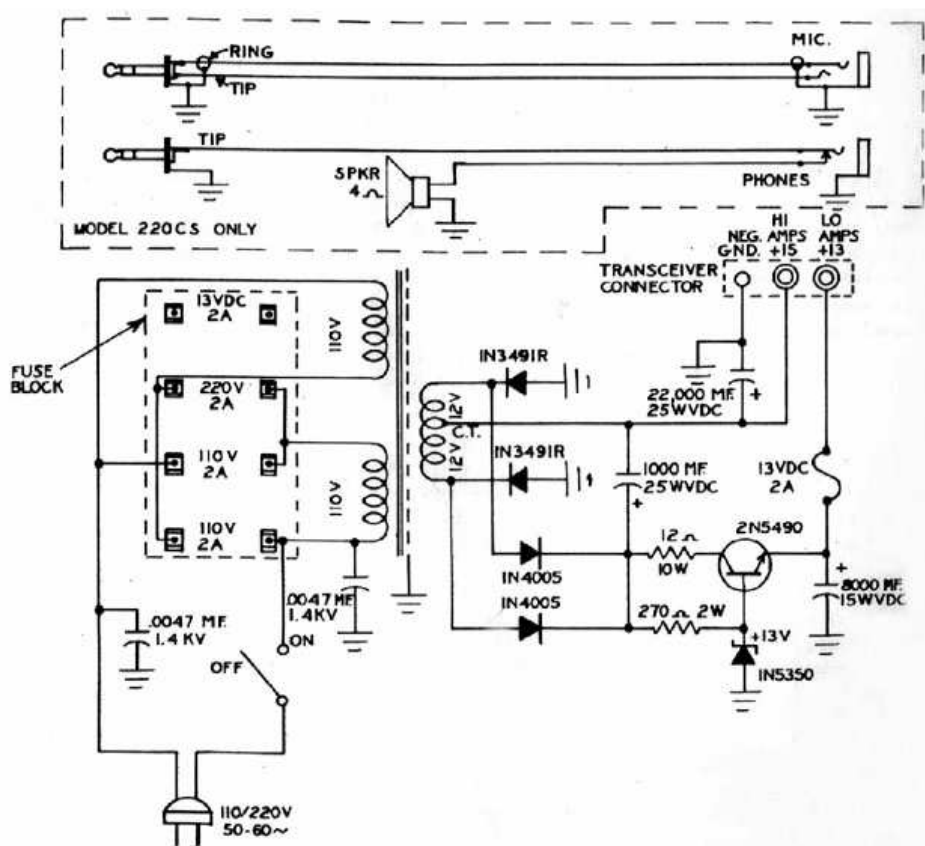 RING
TIP
MIC.
TIP
SPKR
4 Ω
PHONES
MODEL 220CS ONLY
NEG.
GND.
HI
AMPS
+15
LO
AMPS
+13
TRANSCEIVER
CONNECTOR
FUSE
BLOCK
13VDC
2A
220V
2A
110V
2A
110V
2A
110V
110V
12V
C.T.
12V
1N3491R
1N3491R
22,000 MF.
25WVDC
1000 MF.
25WVDC
13VDC
2A
1N4005
1N4005
12Ω
10W
2N5490
270Ω 2W
+13V
1N5350
8000 MF.
15WVDC
.0047 MF.
1.4KV
.0047 MF.
1.4 KV
ON
OFF
110/220V
50-60~